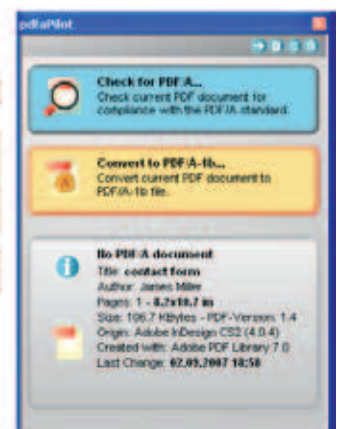 pdfaPilot
Check for PDF/A...
Check current PDF document for
compliance with the PDF/A standard.
Convert to PDF/A-1b...
Convert current PDF document to
PDF/A-1b file.
No PDF/A document
Title: contact form
Author: James Miller
Pages: 1 - 8.2x10.7 in
Size: 106.7 KBytes - PDF-Version: 1.4
Origin: Adobe InDesign CS2 (4.0.4)
Created with: Adobe PDF Library 7.0
Last Change: 02.09.2007 18:58